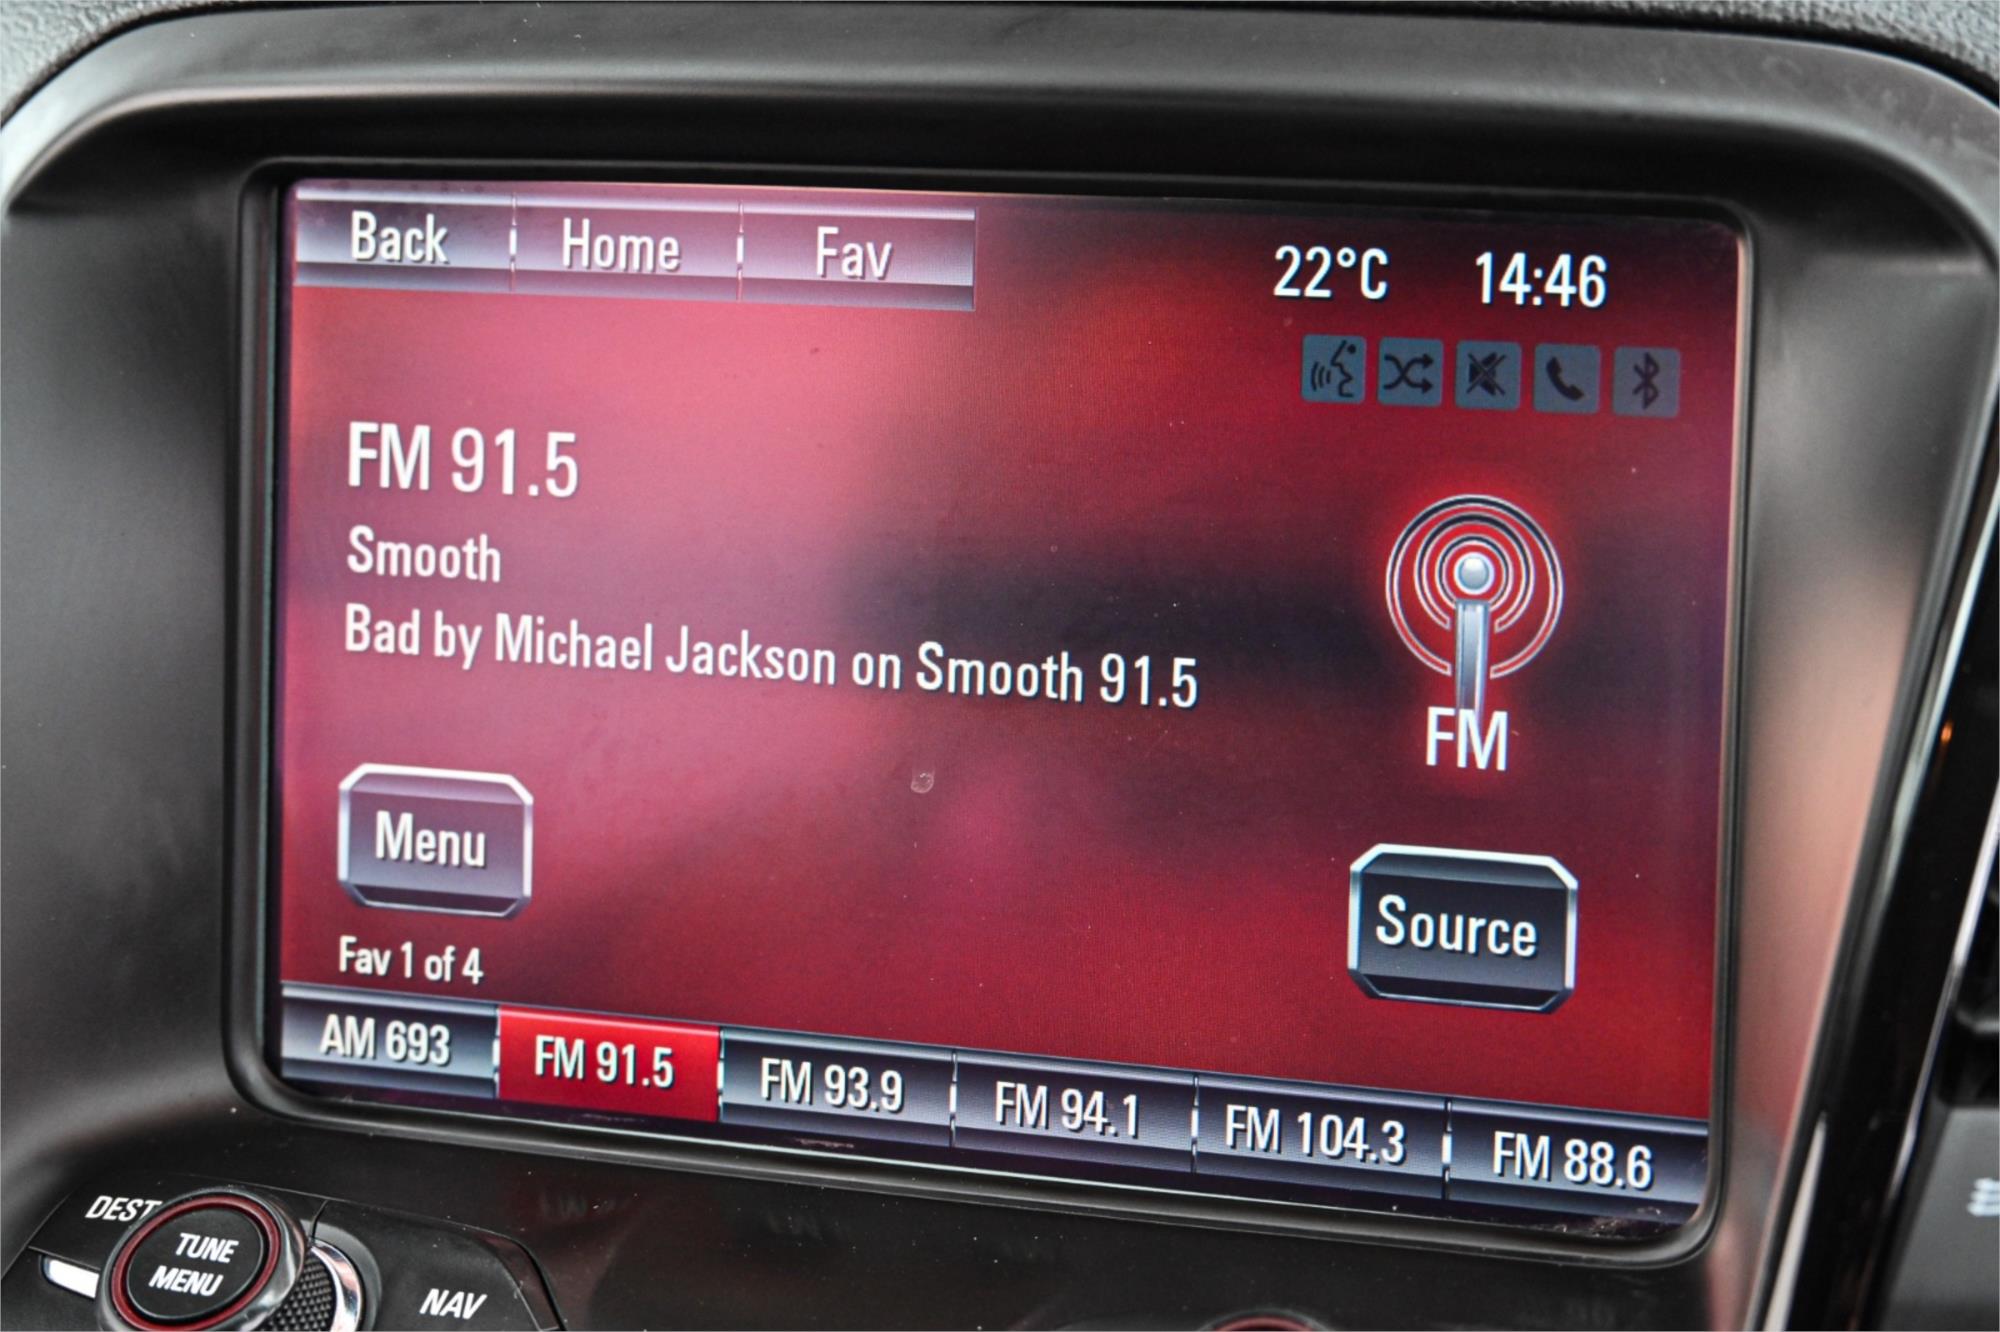 Back Home Fav
22°C 14:46
FM 91.5
Smooth
Bad by Michael Jackson on Smooth 91.5
FM
Menu
Source
Fav 1 of 4
AM 693 FM 91.5 FM 93.9 FM 94.1 FM 104.3 FM 88.6
DEST
TUNE
MENU
NAV